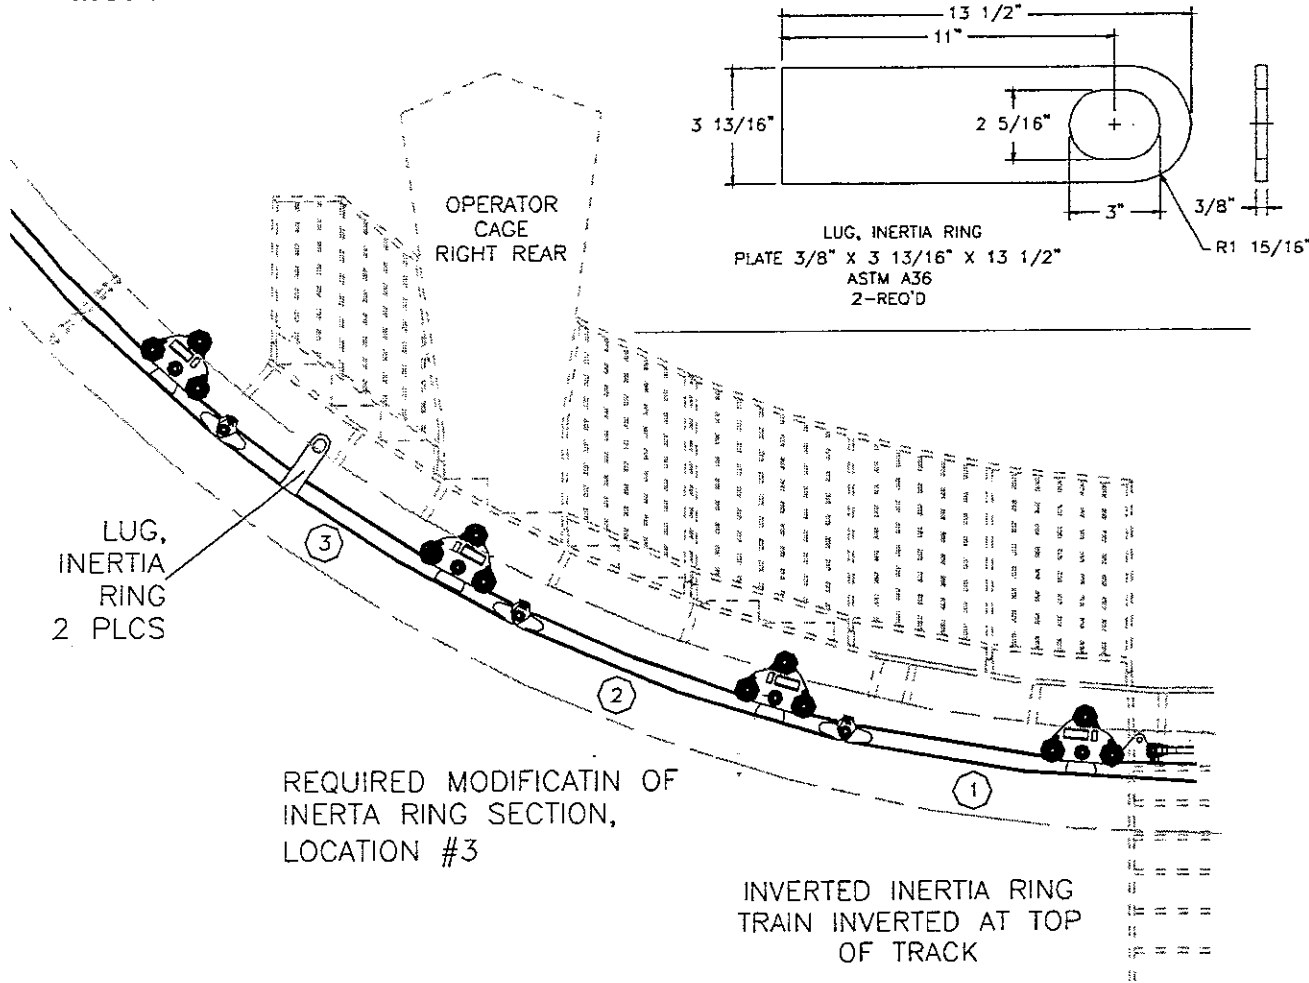 13 1/2"
11"
3 13/16"
2 5/16"
3"
3/8"
R1 15/16"
LUG, INERTIA RING
PLATE 3/8" X 3 13/16" X 13 1/2"
ASTM A36
2-REQ'D
OPERATOR
CAGE
RIGHT REAR
LUG,
INERTIA
RING
2 PLCS
3
2
1
REQUIRED MODIFICATIN OF
INERTA RING SECTION,
LOCATION #3
INVERTED INERTIA RING
TRAIN INVERTED AT TOP
OF TRACK